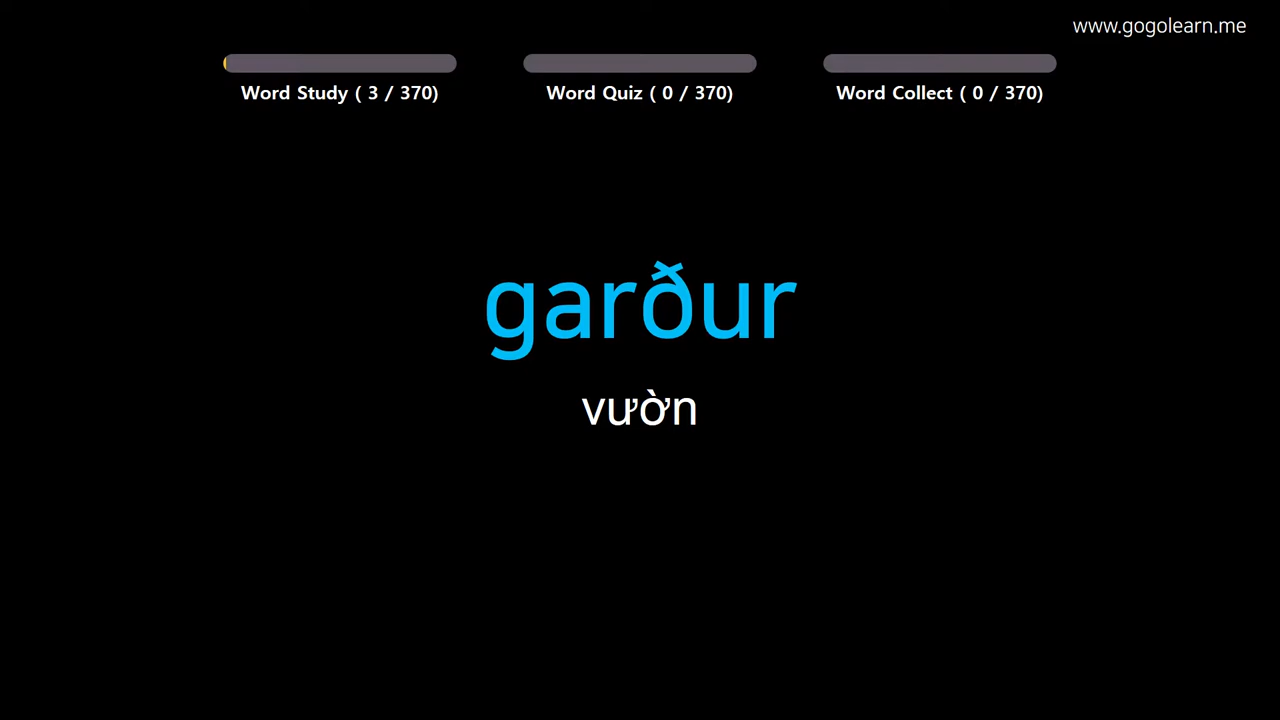 www.gogolearn.me
Word Study ( 3 / 370)
Word Quiz ( 0 / 370)
Word Collect ( 0 / 370)
garður
vườn